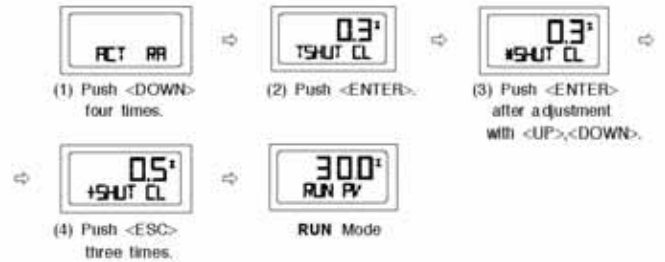 ACT RA
(1) Push <DOWN>
four times.
0.3%
TSHUT CL
(2) Push <ENTER>.
0.3%
*SHUT CL
(3) Push <ENTER>
after adjustment
with <UP>,<DOWN>.
0.5%
+SHUT CL
(4) Push <ESC>
three times.
30.0%
RUN PV
RUN Mode